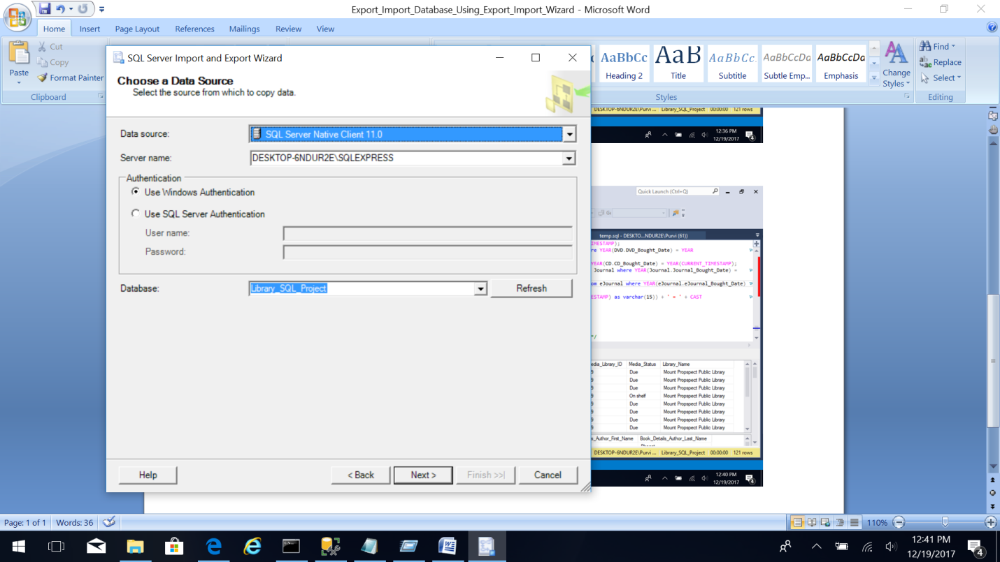 Export_Import_Database_Using_Export_Import_Wizard - Microsoft Word
Home Insert Page Layout References Mailings Review View
Paste
Cut
Copy
Format Painter
Clipboard
AaBbCc AaB AaBbCc. AaBbCcDd AaBbCcDd
Heading 2 Title Subtitle Subtle Emp... Emphasis
Change
Styles
Styles
Find
Replace
Select
Editing
SQL Server Import and Export Wizard
Choose a Data Source
Select the source from which to copy data.
Data source: SQL Server Native Client 11.0
Server name: DESKTOP-6NDUR2E\SQLEXPRESS
Authentication
Use Windows Authentication
Use SQL Server Authentication
User name:
Password:
Database: Library_SQL_Project Refresh
Help < Back Next > Finish >>| Cancel
DESKTOP-6NDUR2E\Purvi ... Library_SQL_Project 00:00:00 121 rows
12:36 PM
12/19/2017
4
Quick Launch (Ctrl+Q)
temp.sql - DESKTO...NDUR2E\Purvi (61))
IMESTAMP);
re YEAR(DVD.DVD_Bought_Date) = YEAR
YEAR(CD.CD_Bought_Date) = YEAR(CURRENT_TIMESTAMP);
Journal where YEAR(Journal.Journal_Bought_Date) =
om eJournal where YEAR(eJournal.eJournal_Bought_Date)
ESTAMP) as varchar(15)) + ' = ' + CAST
*/
edia_Library_ID Media_Status Library_Name
9 Due Mount Propspect Public Library
9 Due Mount Propspect Public Library
9 Due Mount Propspect Public Library
9 On shelf Mount Propspect Public Library
9 Due Mount Propspect Public Library
9 Due Mount Propspect Public Library
9 Due Mount Propspect Public Library
9 Due Mount Propspect Public Library
s_Author_First_Name Book_Details_Author_Last_Name
DESKTOP-6NDUR2E\Purvi ... Library_SQL_Project 00:00:00 121 rows
12:40 PM
12/19/2017
4
Page: 1 of 1 Words: 36 110%
12:41 PM
12/19/2017
4